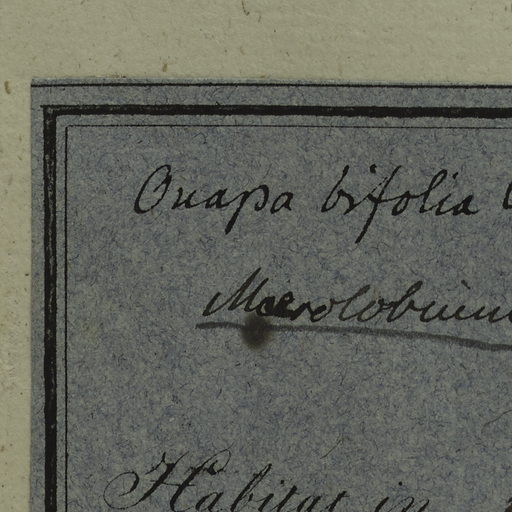 Ouapa bifolia
Macrolobium
Habitat in